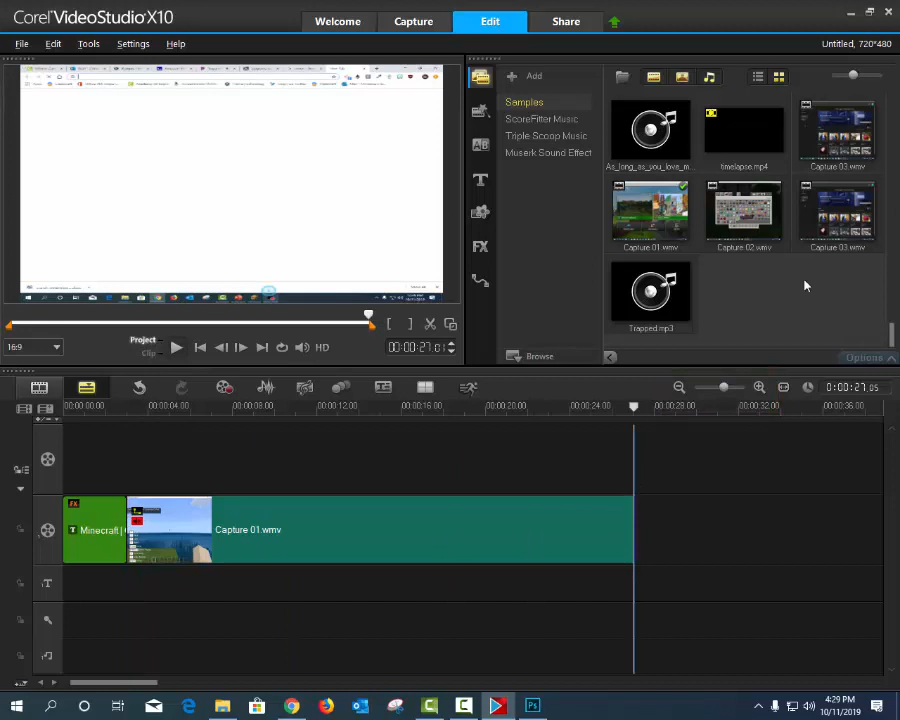 Corel VideoStudio X10
Welcome Capture Edit Share
File Edit Tools Settings Help
Untitled, 720*480
Add
Samples
ScoreFitter Music
Triple Scoop Music
Muserk Sound Effect
As_long_as_you_love_m...
timelapse.mp4
Capture 03.wmv
Capture 01.wmv
Capture 02.wmv
Capture 03.wmv
Trapped.mp3
AB
T
FX
Browse
Options
16:9
Project
Clip
HD
[ ]
00:00:27.01
0:00:27.05
00:00:00.00 00:00:04.00 00:00:08.00 00:00:12.00 00:00:16.00 00:00:20.00 00:00:24.00 00:00:28.00 00:00:32.00 00:00:36.00
FX
T Minecraft |
Capture 01.wmv
T
4:29 PM
10/11/2019
Ps